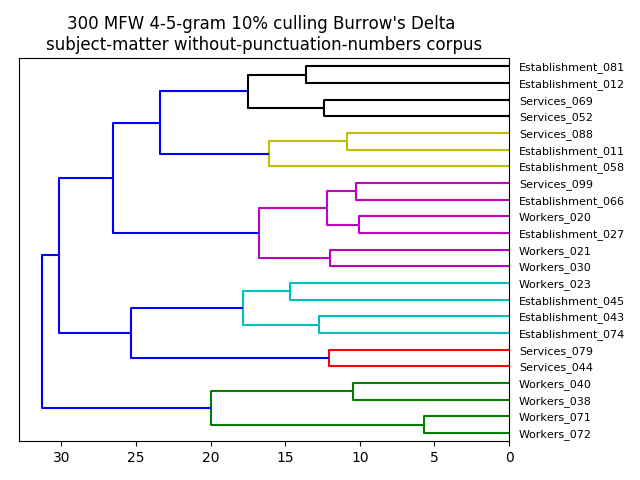 300 MFW 4-5-gram 10% culling Burrow's Delta
subject-matter without-punctuation-numbers corpus
Establishment_081
Establishment_012
Services_069
Services_052
Services_088
Establishment_011
Establishment_058
Services_099
Establishment_066
Workers_020
Establishment_027
Workers_021
Workers_030
Workers_023
Establishment_045
Establishment_043
Establishment_074
Services_079
Services_044
Workers_040
Workers_038
Workers_071
Workers_072
30 25 20 15 10 5 0